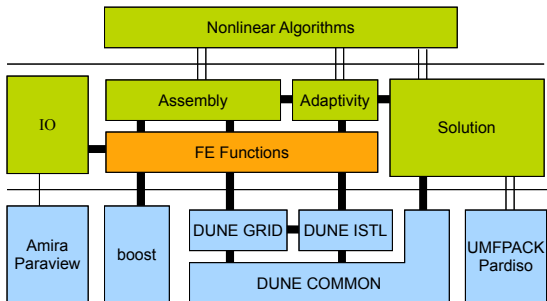 Nonlinear Algorithms
Assembly
Adaptivity
IO
Solution
FE Functions
Amira
Paraview
boost
DUNE GRID
DUNE ISTL
UMFPACK
Pardiso
DUNE COMMON